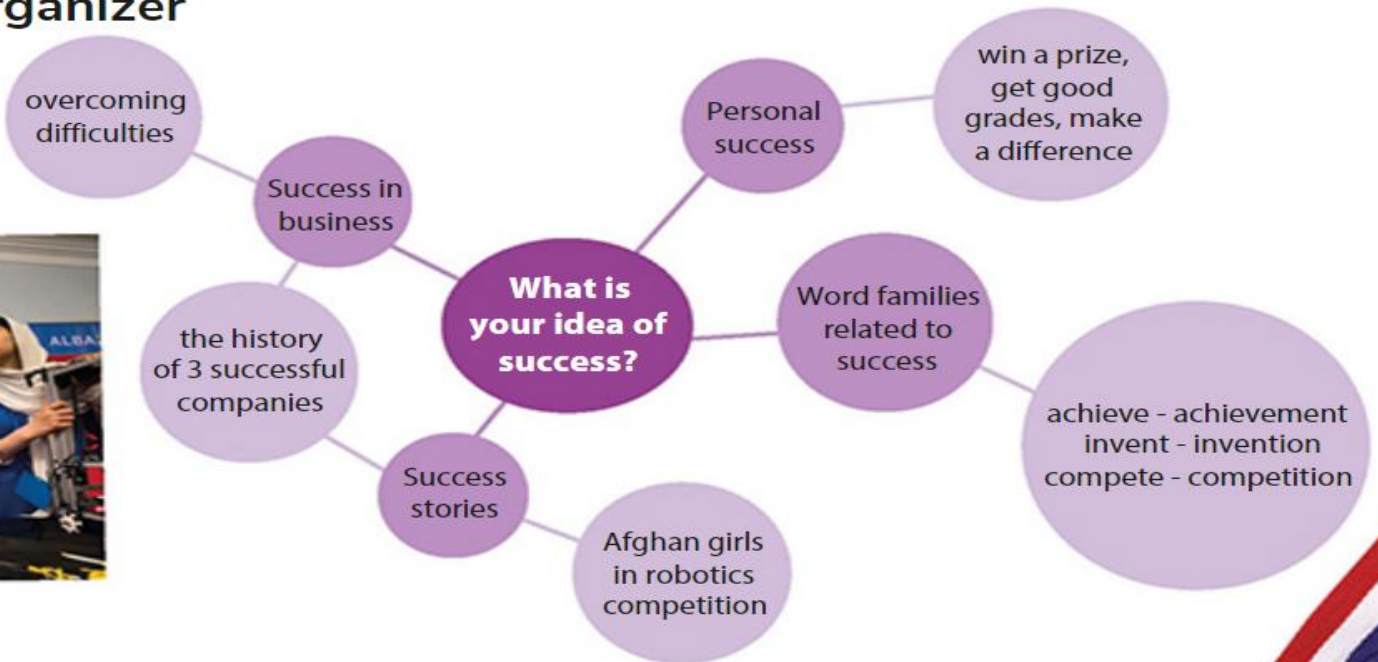 overcoming
difficulties
Success in
business
the history
of 3 successful
companies
Success
stories
Afghan girls
in robotics
competition
What is
your idea of
success?
Personal
success
win a prize,
get good
grades, make
a difference
Word families
related to
success
achieve - achievement
invent - invention
compete - competition